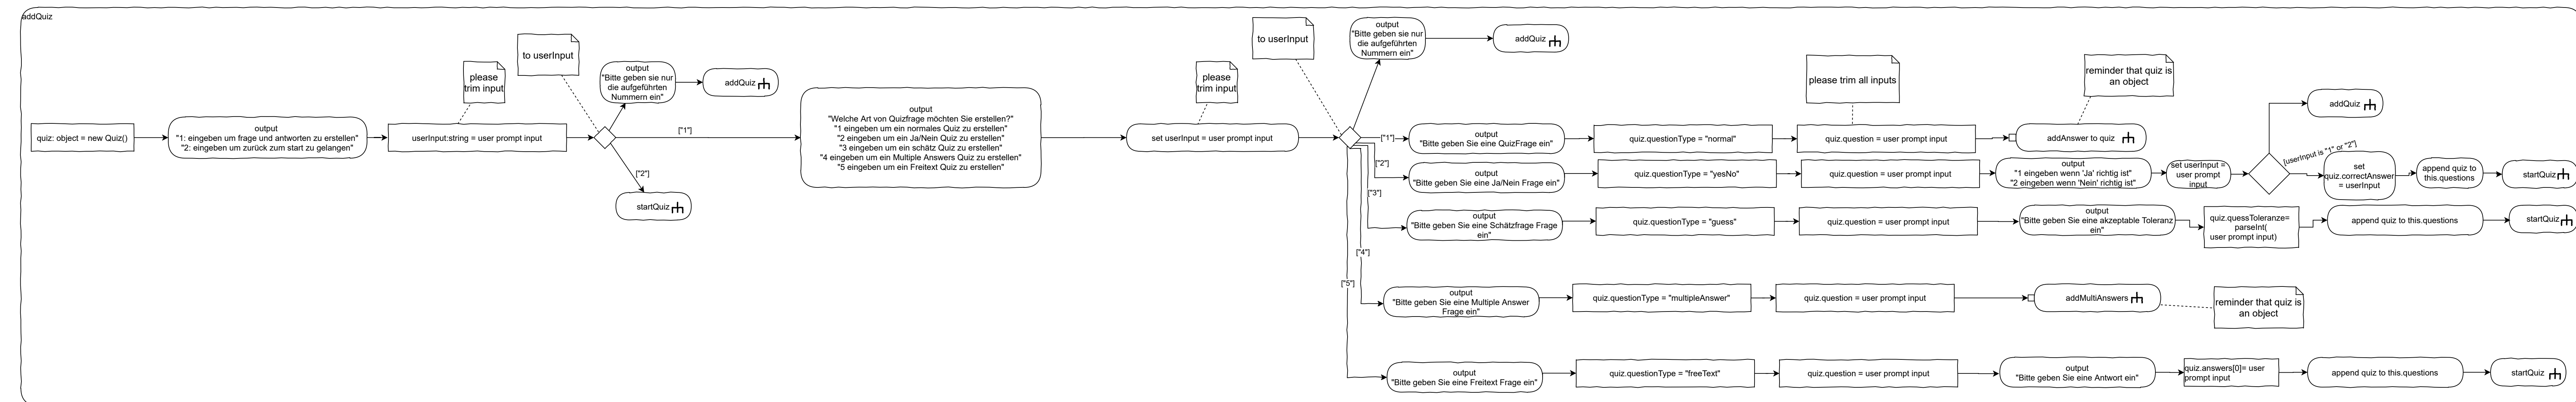 addQuiz
quiz: object = new Quiz()
output
"1: eingeben um frage und antworten zu erstellen"
"2: eingeben um zurück zum start zu gelangen"
please
trim input
userInput:string = user prompt input
to userInput
output
"Bitte geben sie nur
die aufgeführten
Nummern ein"
addQuiz
["1"]
["2"]
startQuiz
output
"Welche Art von Quizfrage möchten Sie erstellen?"
"1 eingeben um ein normales Quiz zu erstellen"
"2 eingeben um ein Ja/Nein Quiz zu erstellen"
"3 eingeben um ein schätz Quiz zu erstellen"
"4 eingeben um ein Multiple Answers Quiz zu erstellen"
"5 eingeben um ein Freitext Quiz zu erstellen"
please
trim input
set userInput = user prompt input
to userInput
output
"Bitte geben sie nur
die aufgeführten
Nummern ein"
addQuiz
["1"]
output
"Bitte geben Sie eine QuizFrage ein"
quiz.questionType = "normal"
please trim all inputs
quiz.question = user prompt input
addAnswer to quiz
reminder that quiz is
an object
["2"]
output
"Bitte geben Sie eine Ja/Nein Frage ein"
quiz.questionType = "yesNo"
quiz.question = user prompt input
output
"1 eingeben wenn 'Ja' richtig ist"
"2 eingeben wenn 'Nein' richtig ist"
set userInput =
user prompt
input
addQuiz
[userInput is "1" or "2"]
set
quiz.correctAnswer
= userInput
append quiz to
this.questions
startQuiz
["3"]
output
"Bitte geben Sie eine Schätzfrage Frage
ein"
quiz.questionType = "guess"
quiz.question = user prompt input
output
"Bitte geben Sie eine akzeptable Toleranz
ein"
quiz.quessToleranze=
parseInt(
user prompt input)
append quiz to this.questions
startQuiz
["4"]
output
"Bitte geben Sie eine Multiple Answer
Frage ein"
quiz.questionType = "multipleAnswer"
quiz.question = user prompt input
addMultiAnswers
reminder that quiz is
an object
["5"]
output
"Bitte geben Sie eine Freitext Frage ein"
quiz.questionType = "freeText"
quiz.question = user prompt input
output
"Bitte geben Sie eine Antwort ein"
quiz.answers[0]= user
prompt input
append quiz to this.questions
startQuiz